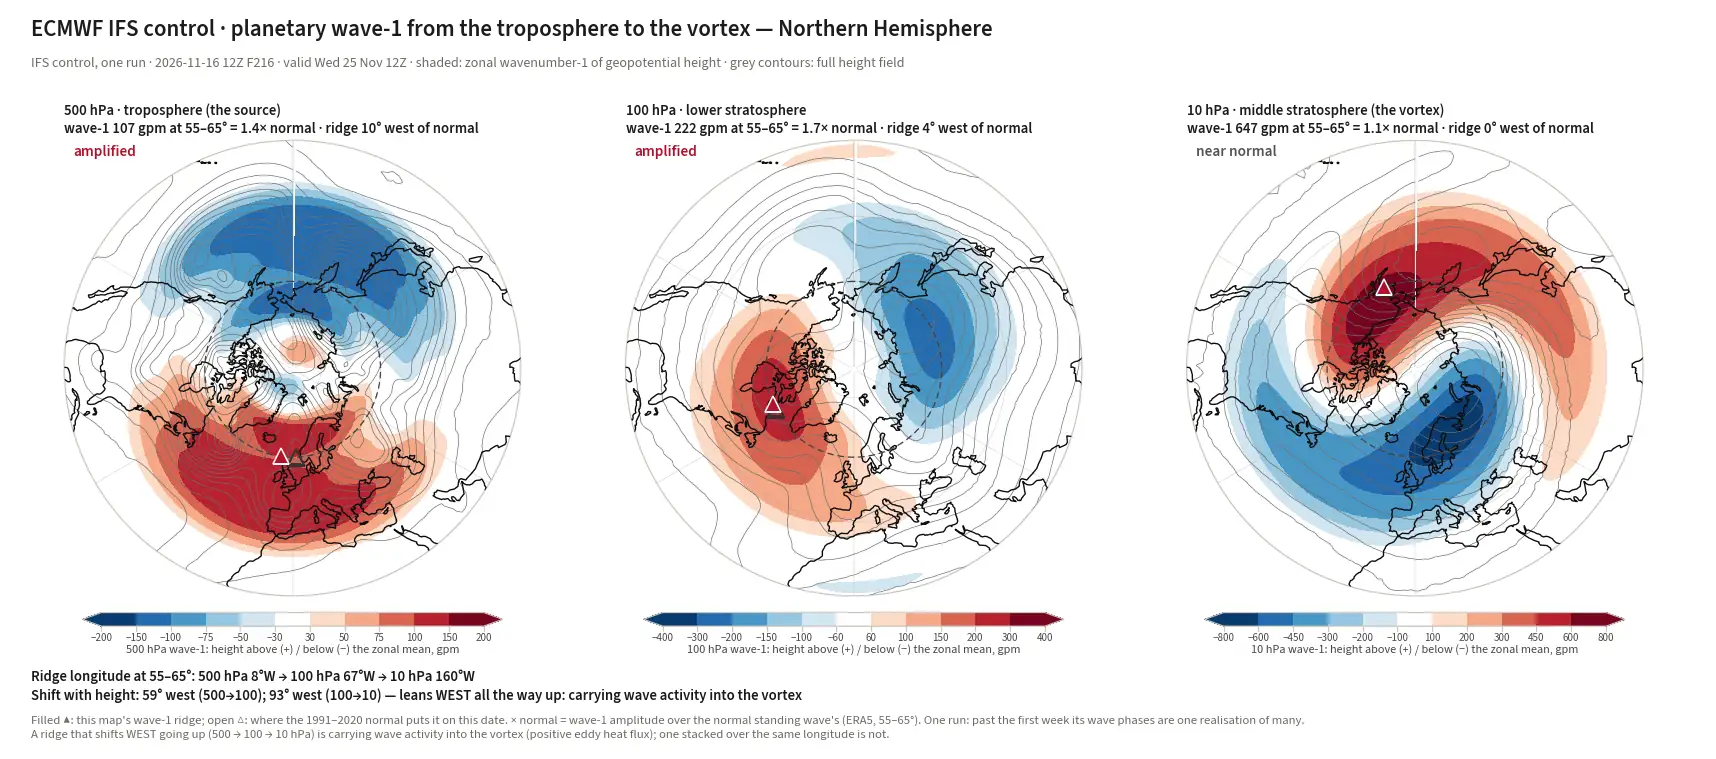 ECMWF IFS control · planetary wave-1 from the troposphere to the vortex — Northern Hemisphere
IFS control, one run · 2026-11-16 12Z F216 · valid Wed 25 Nov 12Z · shaded: zonal wavenumber-1 of geopotential height · grey contours: full height field
500 hPa · troposphere (the source)
wave-1 107 gpm at 55–65° = 1.4× normal · ridge 10° west of normal
amplified
100 hPa · lower stratosphere
wave-1 222 gpm at 55–65° = 1.7× normal · ridge 4° west of normal
amplified
10 hPa · middle stratosphere (the vortex)
wave-1 647 gpm at 55–65° = 1.1× normal · ridge 0° west of normal
near normal
−200 −150 −100 −75 −50 −30 30 50 75 100 150 200
500 hPa wave-1: height above (+) / below (−) the zonal mean, gpm
−400 −300 −200 −150 −100 −60 60 100 150 200 300 400
100 hPa wave-1: height above (+) / below (−) the zonal mean, gpm
−800 −600 −450 −300 −200 −100 100 200 300 450 600 800
10 hPa wave-1: height above (+) / below (−) the zonal mean, gpm
Ridge longitude at 55–65°: 500 hPa 8°W → 100 hPa 67°W → 10 hPa 160°W
Shift with height: 59° west (500→100); 93° west (100→10) — leans WEST all the way up: carrying wave activity into the vortex
Filled ▲: this map's wave-1 ridge; open △: where the 1991–2020 normal puts it on this date. × normal = wave-1 amplitude over the normal standing wave's (ERA5, 55–65°). One run: past the first week its wave phases are one realisation of many.
A ridge that shifts WEST going up (500 → 100 → 10 hPa) is carrying wave activity into the vortex (positive eddy heat flux); one stacked over the same longitude is not.